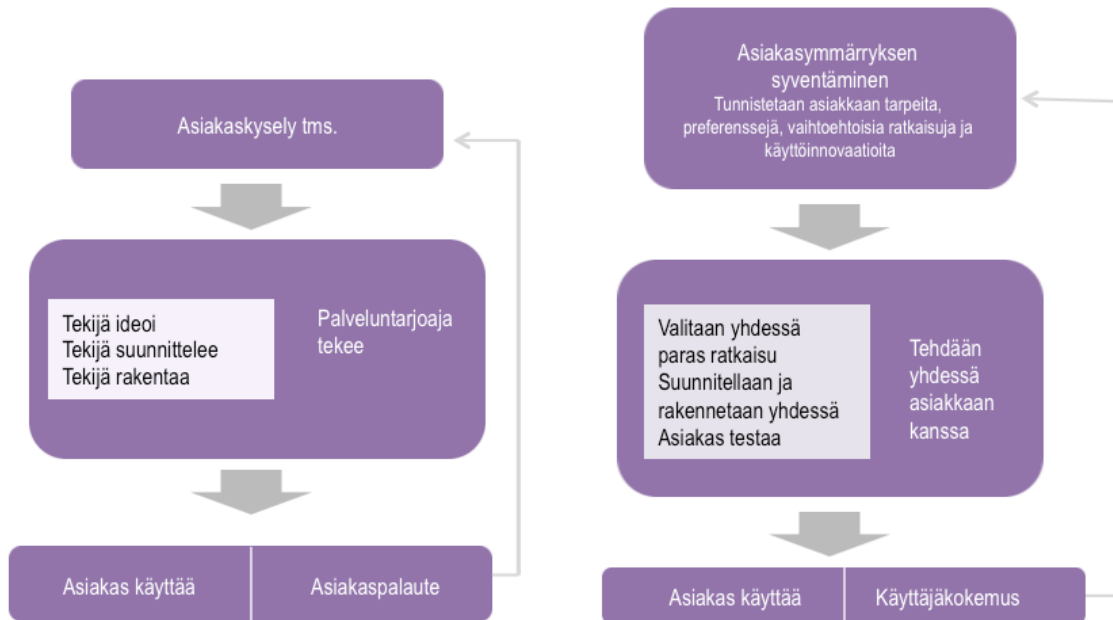 Asiakaskysely tms.
Tekijä ideoi
Tekijä suunnittelee
Tekijä rakentaa
Palveluntarjoaja
tekee
Asiakas käyttää
Asiakaspalaute
Asiakasymmärryksen
syventäminen
Tunnistetaan asiakkaan tarpeita,
preferenssejä, vaihtoehtoisia ratkaisuja ja
käyttöinnovaatioita
Valitaan yhdessä
paras ratkaisu
Suunnitellaan ja
rakennetaan yhdessä
Asiakas testaa
Tehdään
yhdessä
asiakkaan
kanssa
Asiakas käyttää
Käyttäjäkokemus